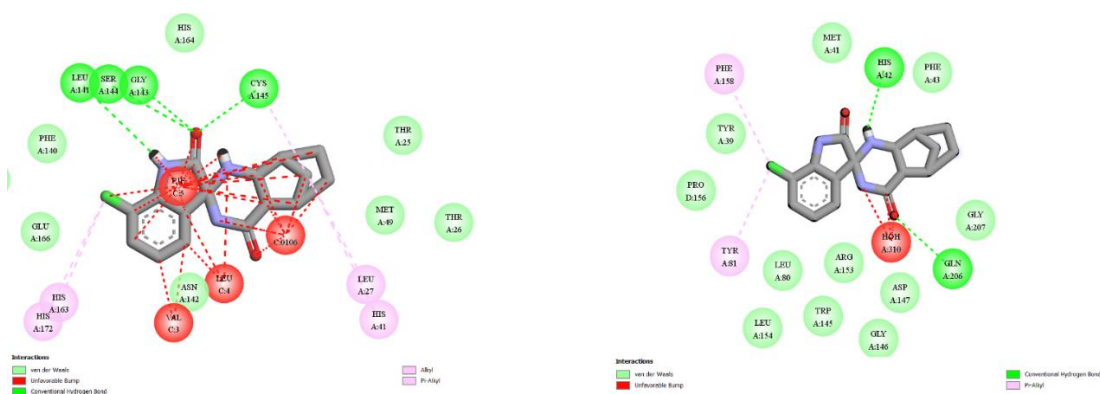 HIS
A:164
LEU
A:141
SER
A:144
GLY
A:143
CYS
A:145
PHE
A:140
THR
A:25
C:5
GLU
A:166
MET
A:49
THR
A:26
C:0106
ASN
A:142
LEU
C:4
VAL
C:3
HIS
A:163
HIS
A:172
LEU
A:27
HIS
A:41
Interactions
van der Waals
Unfavorable Bump
Conventional Hydrogen Bond
Alkyl
Pi-Alkyl
MET
A:41
HIS
A:42
PHE
A:43
PHE
A:158
TYR
A:39
PRO
D:156
TYR
A:81
LEU
A:80
ARG
A:153
HOH
A:310
GLY
A:207
GLN
A:206
ASP
A:147
TRP
A:145
LEU
A:154
GLY
A:146
Interactions
van der Waals
Unfavorable Bump
Conventional Hydrogen Bond
Pi-Alkyl